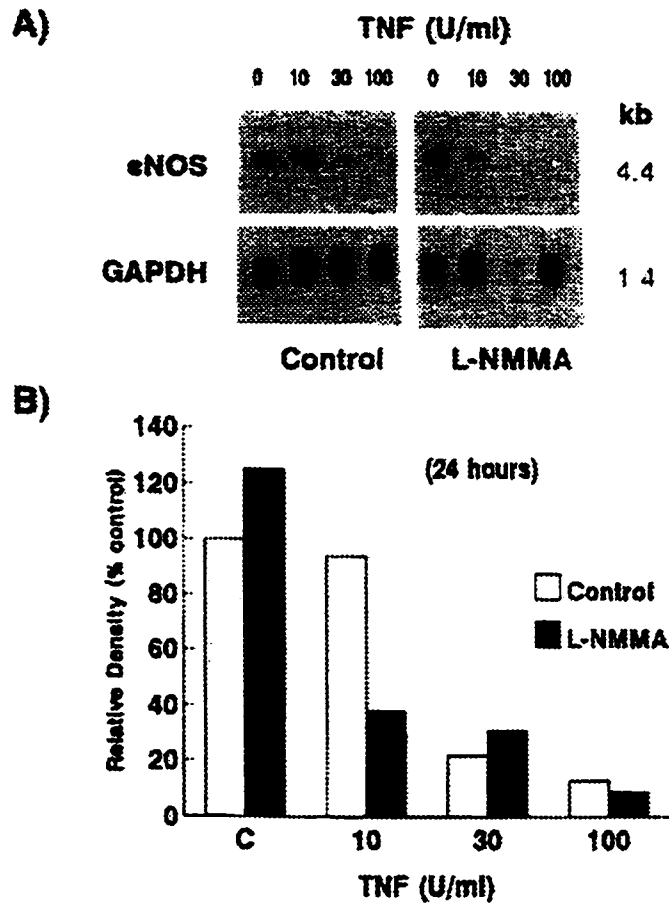 A)
TNF (U/ml)
0 10 30 100 0 10 30 100
kb
eNOS 4.4
GAPDH 1 4
Control L-NMMA
B)
Relative Density (% control)
140
120
100
80
60
40
20
0
(24 hours)
Control
L-NMMA
C 10 30 100
TNF (U/ml)